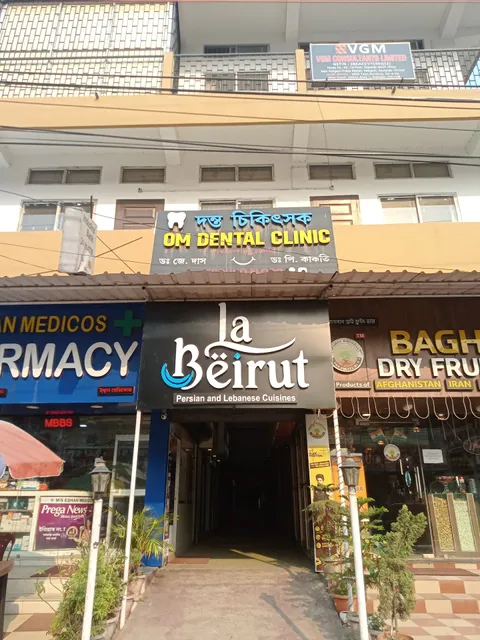 VGM
VGM CONSULTANTS LIMITED
দন্ত চিকিৎসক
OM DENTAL CLINIC
ডাঃ জে. দাস
ডাঃ পি. কাকতি
AN MEDICOS
RMACY
MBBS
La
Bëirut
Persian and Lebanese Cuisines
BAGH
DRY FRU
Products of AFGHANISTAN IRAN
Prega News